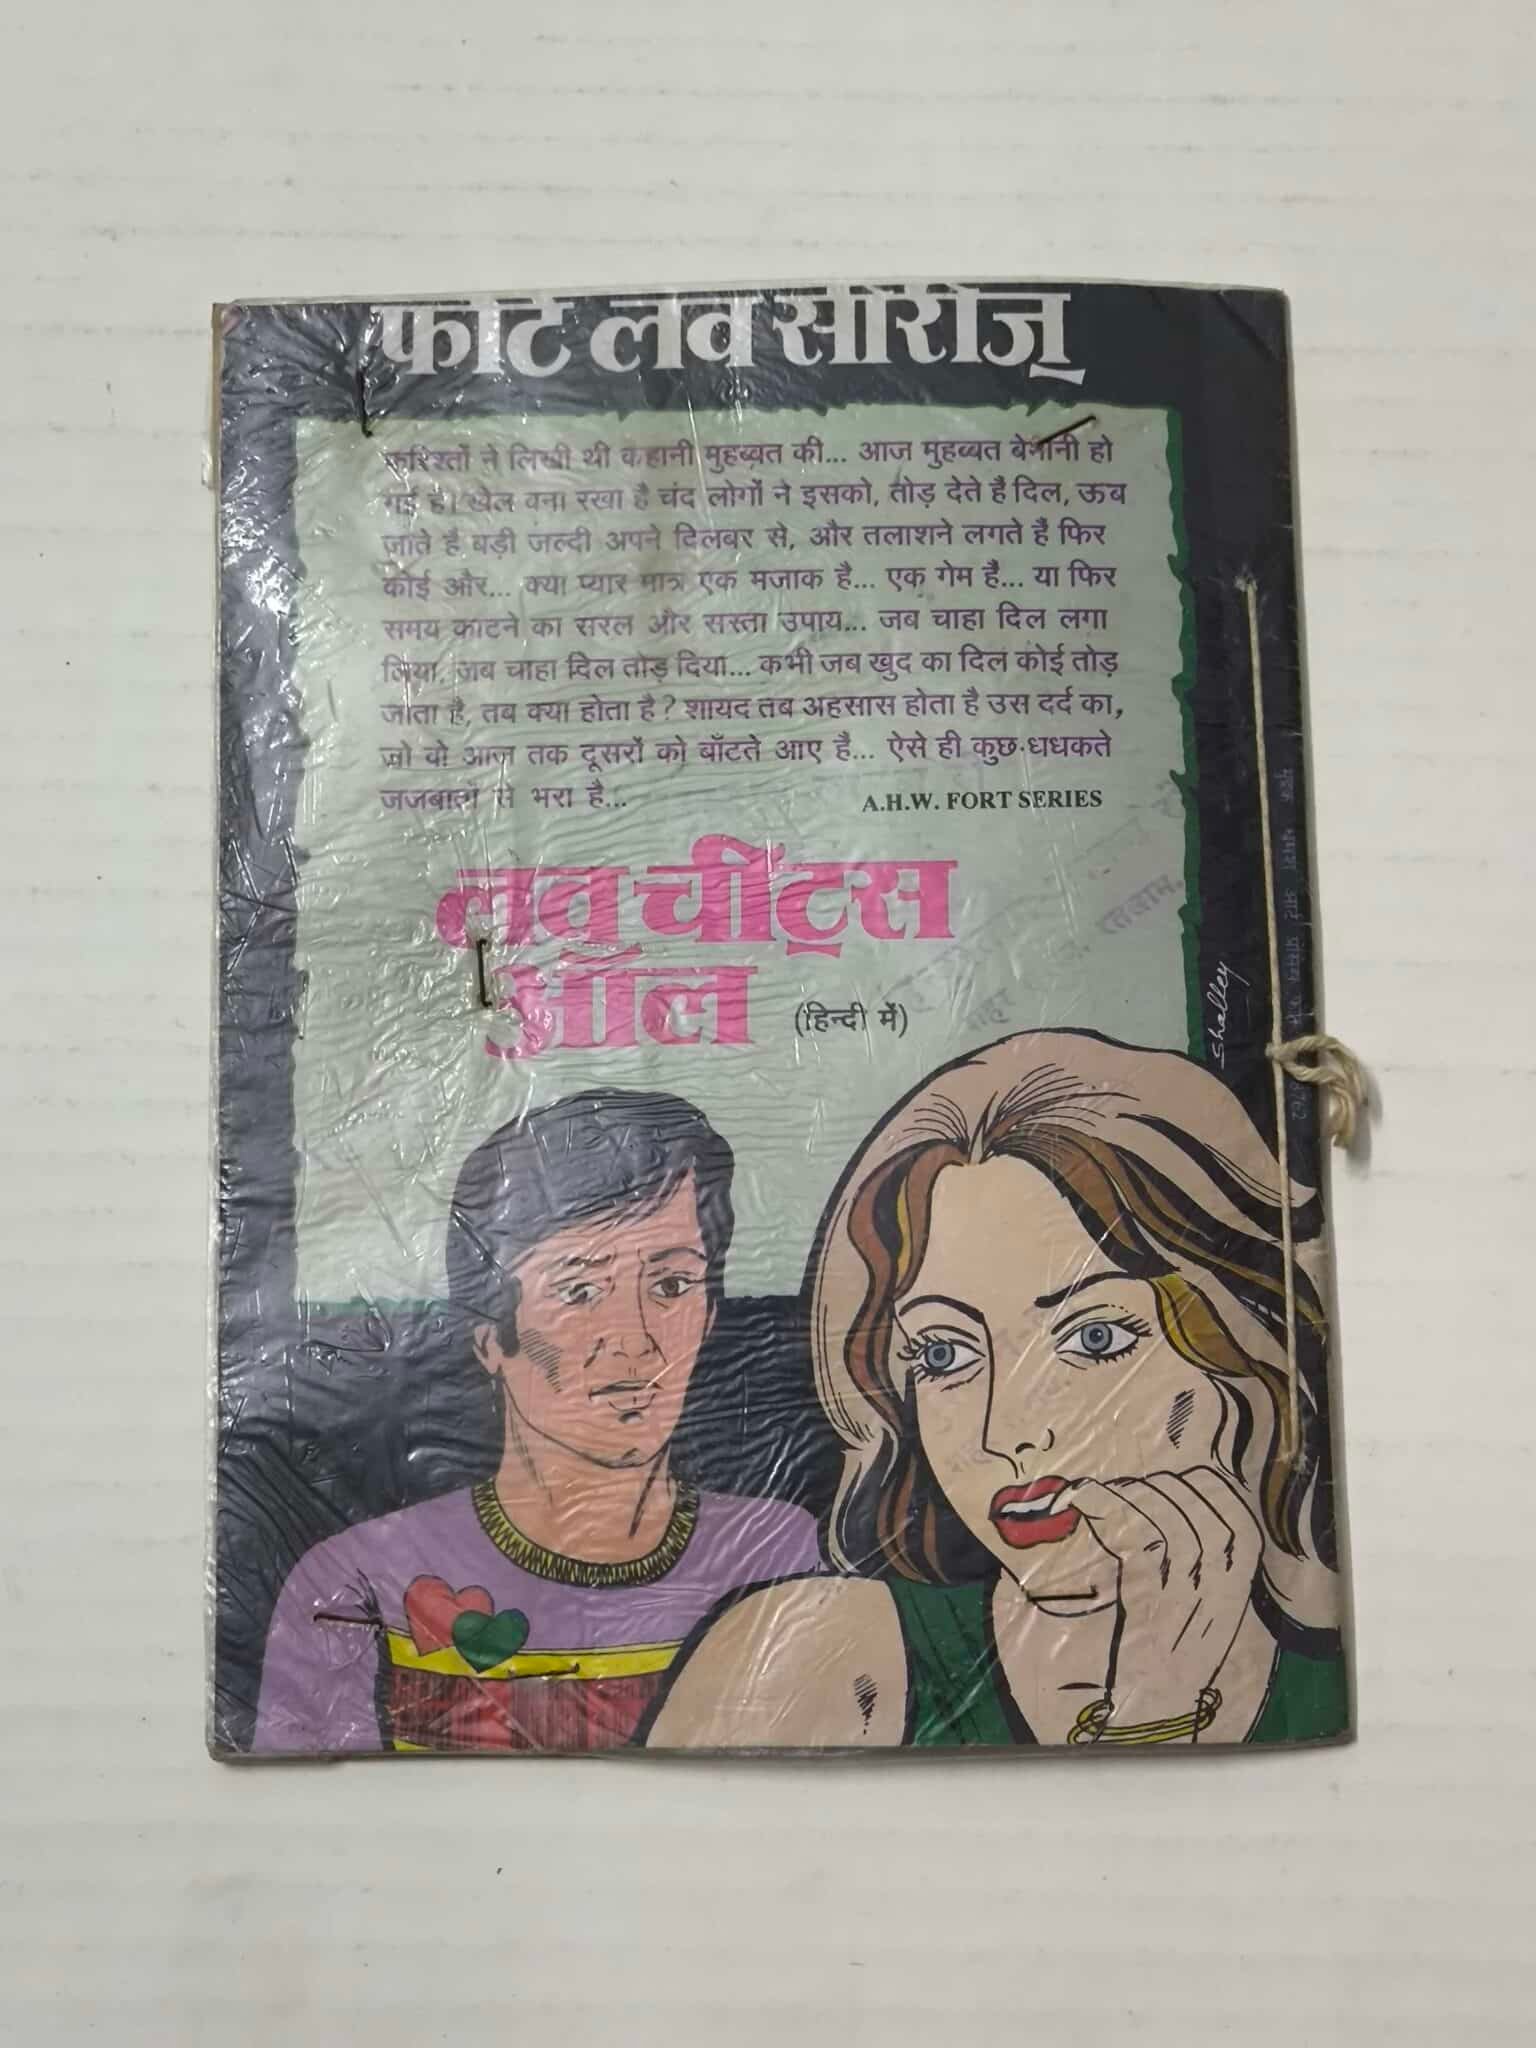 फोर्ट लव सीरीज़
फरिश्तों ने लिखी थी कहानी मुहब्बत की... आज मुहब्बत बेमानी हो
गई है। खेल बना रखा है चंद लोगों ने इसको, तोड़ देते है दिल, ऊब
जाते है बड़ी जल्दी अपने दिलबर से, और तलाशने लगते हैं फिर
कोई और... क्या प्यार मात्र एक मजाक है... एक गेम है... या फिर
समय काटने का सरल और सस्ता उपाय... जब चाहा दिल लगा
लिया, जब चाहा दिल तोड़ दिया... कभी जब खुद का दिल कोई तोड़
जाता है, तब क्या होता है? शायद तब अहसास होता है उस दर्द का,
जो वो आज तक दूसरों को बाँटते आए है... ऐसे ही कुछ धधकते
जजबातों से भरा है...
A.H.W. FORT SERIES
लव चीट्स
ऑल
(हिन्दी में)
रतलाम.
Shalley